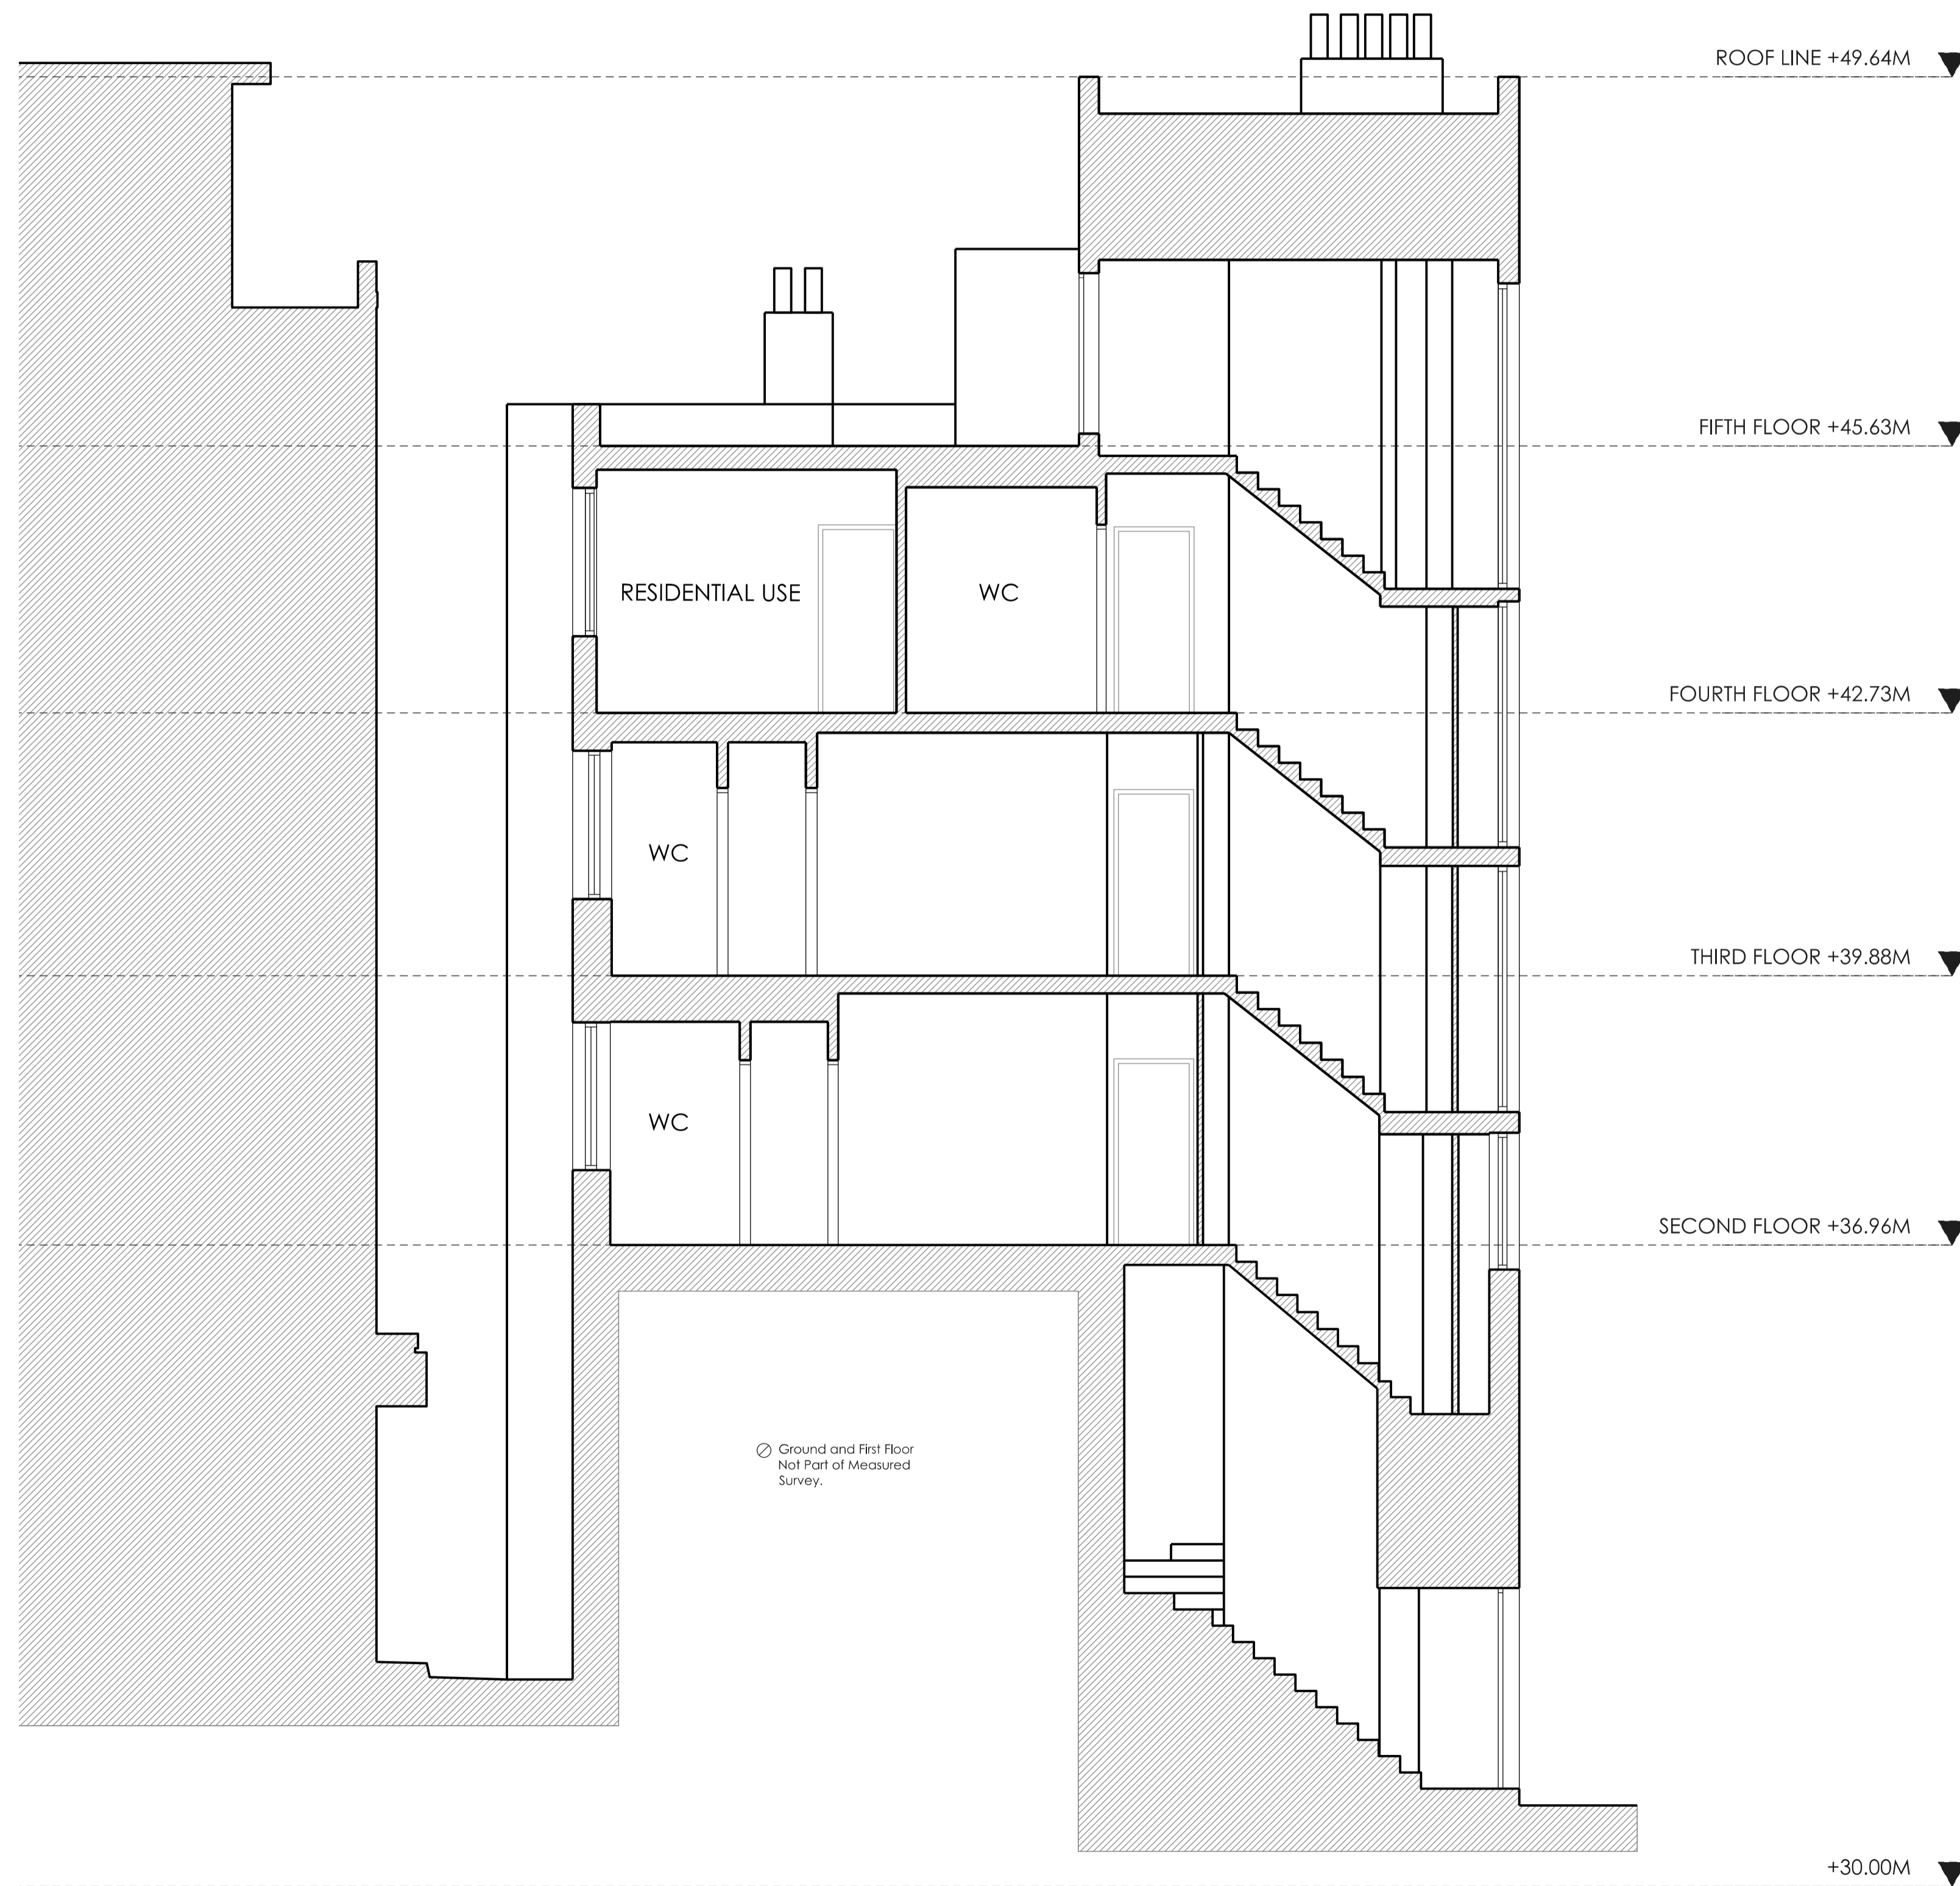 ROOF LINE +49.64M
FIFTH FLOOR +45.63M
RESIDENTIAL USE
WC
FOURTH FLOOR +42.73M
WC
THIRD FLOOR +39.88M
WC
SECOND FLOOR +36.96M
Ground and First Floor
Not Part of Measured
Survey.
+30.00M